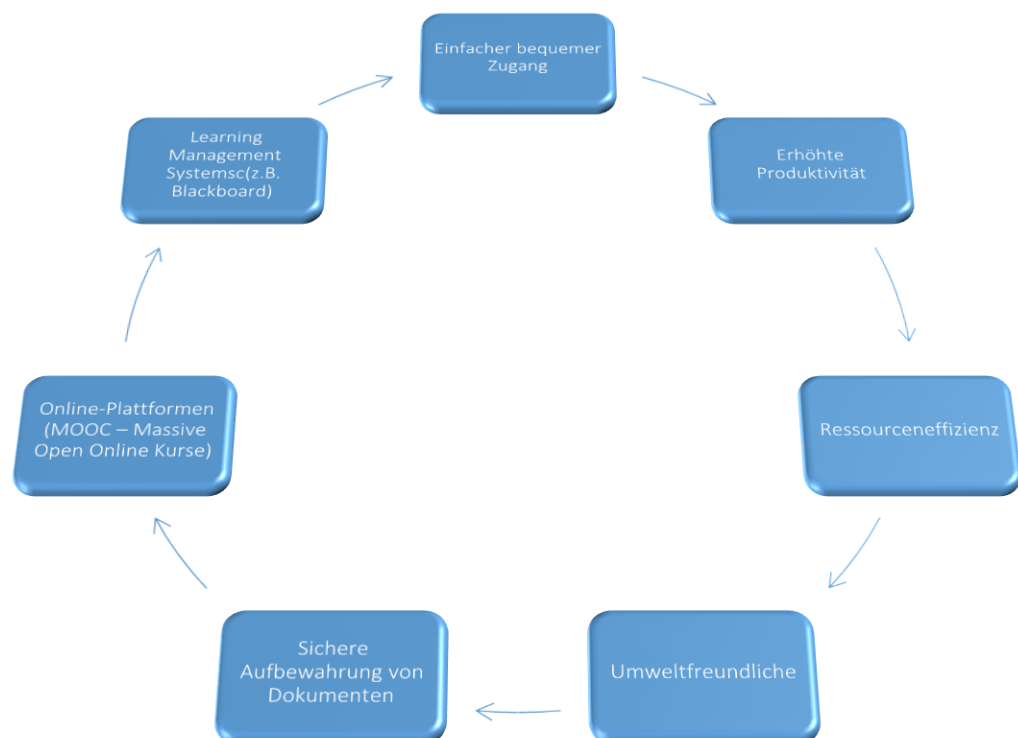 Einfacher bequemer
Zugang
Erhöhte
Produktivität
Ressourceneffizienz
Umweltfreundliche
Sichere
Aufbewahrung von
Dokumenten
Online-Plattformen
(MOOC – Massive
Open Online Kurse)
Learning
Management
Systemsc(z.B.
Blackboard)